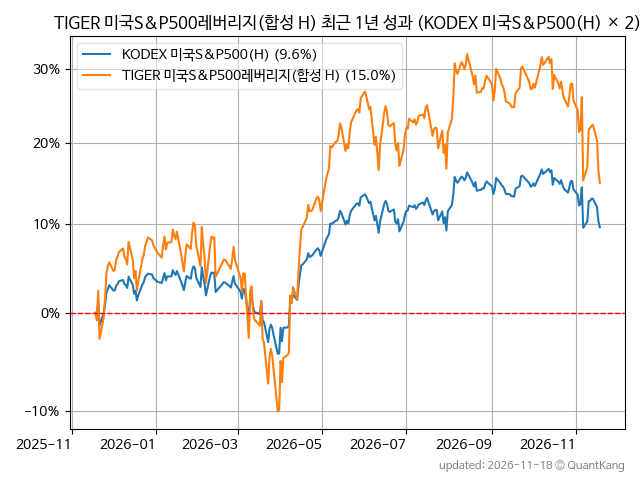 TIGER 미국S&P500레버리지(합성 H) 최근 1년 성과 (KODEX 미국S&P500(H) × 2)
KODEX 미국S&P500(H) (9.6%)
TIGER 미국S&P500레버리지(합성 H) (15.0%)
30%
20%
10%
0%
−10%
2025-11 2026-01 2026-03 2026-05 2026-07 2026-09 2026-11
updated: 2026-11-18 © QuantKang